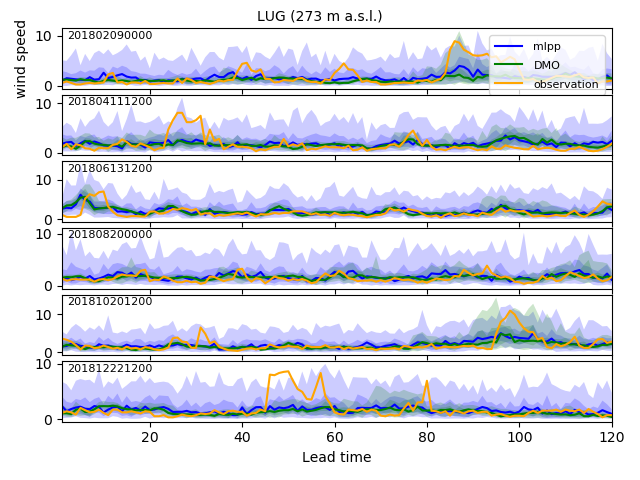 LUG (273 m a.s.l.)
wind speed
10
0
201802090000
mlpp
DMO
observation
10
0
201804111200
10
0
201806131200
10
0
201808200000
10
0
201810201200
10
0
201812221200
20 40 60 80 100 120
Lead time